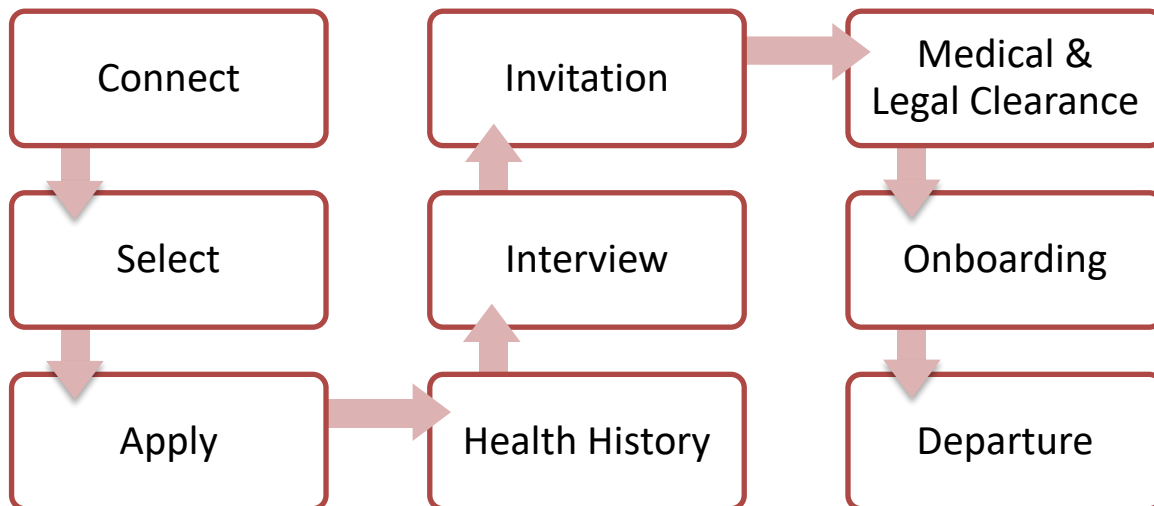 Connect
Select
Apply
Health History
Interview
Invitation
Medical &
Legal Clearance
Onboarding
Departure